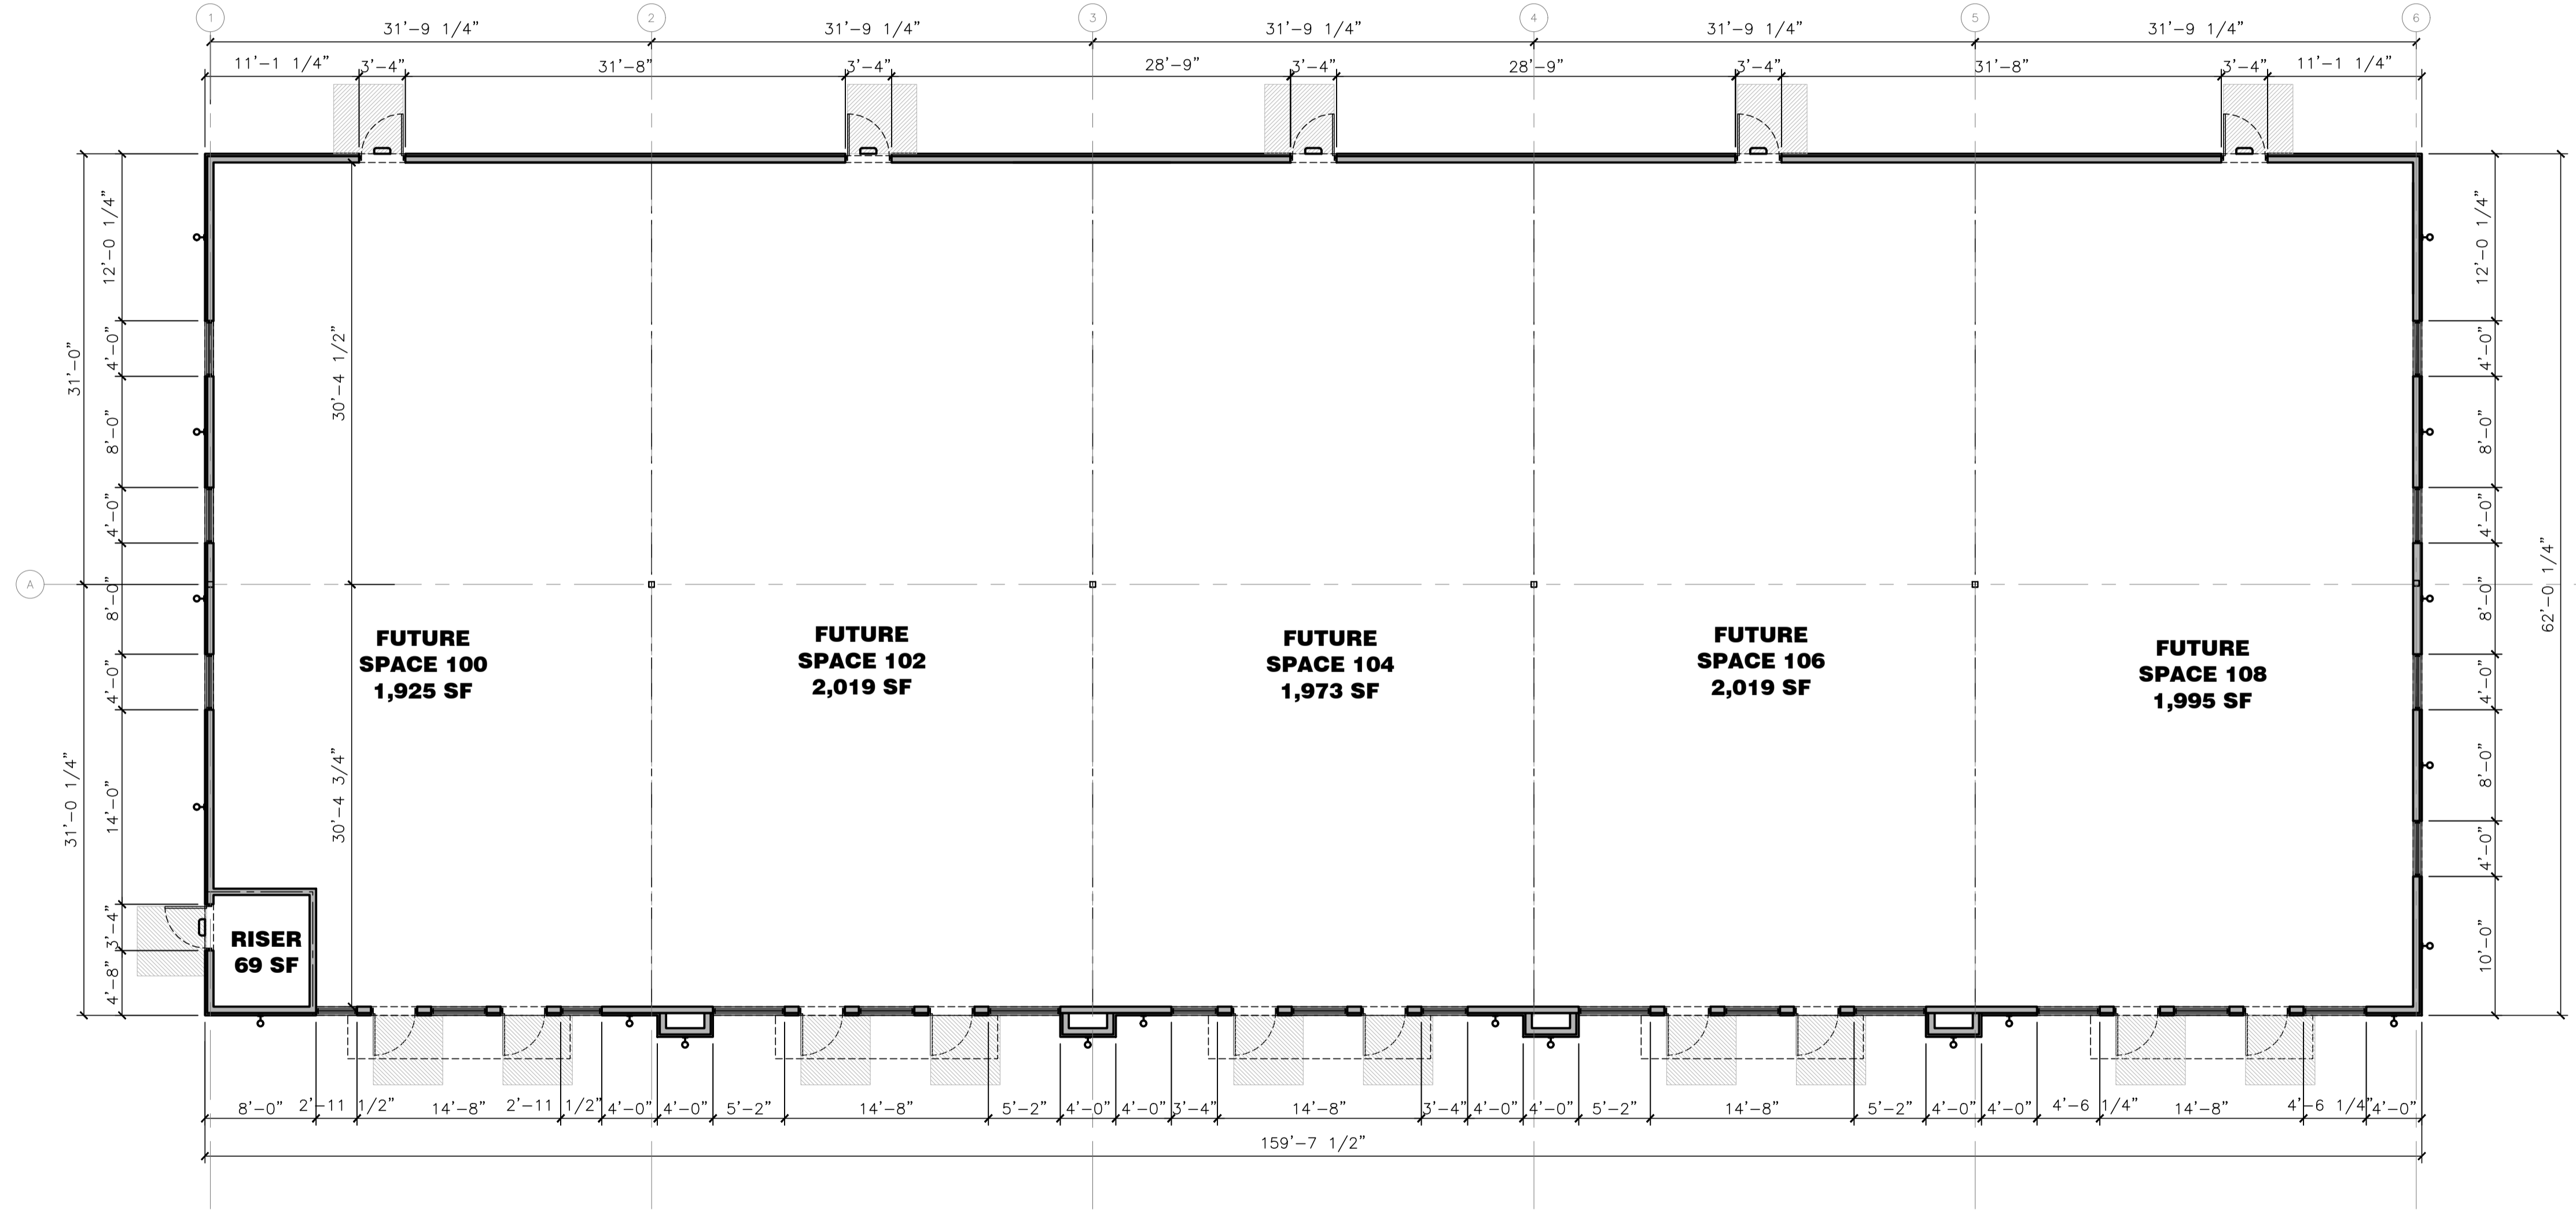 1 2 3 4 5 6
31'-9 1/4" 31'-9 1/4" 31'-9 1/4" 31'-9 1/4" 31'-9 1/4"
11'-1 1/4" 3'-4" 31'-8" 3'-4" 28'-9" 3'-4" 28'-9" 3'-4" 31'-8" 3'-4" 11'-1 1/4"
31'-0"
31'-0 1/4"
12'-0 1/4"
4'-0"
8'-0"
4'-0"
8'-0"
4'-0"
14'-0"
3'-4"
4'-8"
30'-4 1/2"
30'-4 3/4"
A
FUTURE
SPACE 100
1,925 SF
FUTURE
SPACE 102
2,019 SF
FUTURE
SPACE 104
1,973 SF
FUTURE
SPACE 106
2,019 SF
FUTURE
SPACE 108
1,995 SF
RISER
69 SF
12'-0 1/4"
4'-0"
8'-0"
4'-0"
8'-0"
4'-0"
8'-0"
4'-0"
10'-0"
62'-0 1/4"
8'-0" 2'-11 1/2" 14'-8" 2'-11 1/2" 4'-0" 4'-0" 5'-2" 14'-8" 5'-2" 4'-0" 4'-0" 3'-4" 14'-8" 3'-4" 4'-0" 4'-0" 5'-2" 14'-8" 5'-2" 4'-0" 4'-0" 4'-6 1/4" 14'-8" 4'-6 1/4" 4'-0"
159'-7 1/2"